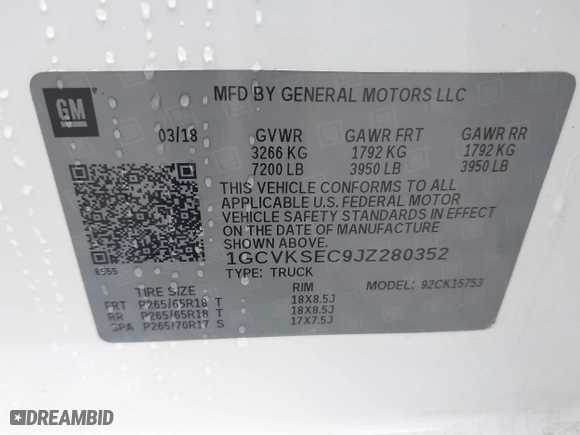 GM
MFD BY GENERAL MOTORS LLC
03/18 GVWR GAWR FRT GAWR RR
3266 KG 1792 KG 1792 KG
7200 LB 3950 LB 3950 LB
THIS VEHICLE CONFORMS TO ALL
APPLICABLE U.S. FEDERAL MOTOR
VEHICLE SAFETY STANDARDS IN EFFECT
ON THE DATE OF MANUFACTURE
SHOWN ABOVE.
1GCVKSEC9JZ280352
8555
TYPE: TRUCK
TIRE SIZE RIM MODEL: 92CK1575J
FRT P265/65R18 T 18X8.5J
RR P265/65R18 T 18X8.5J
SPA P265/70R17 S 17X7.5J
DREAMBID